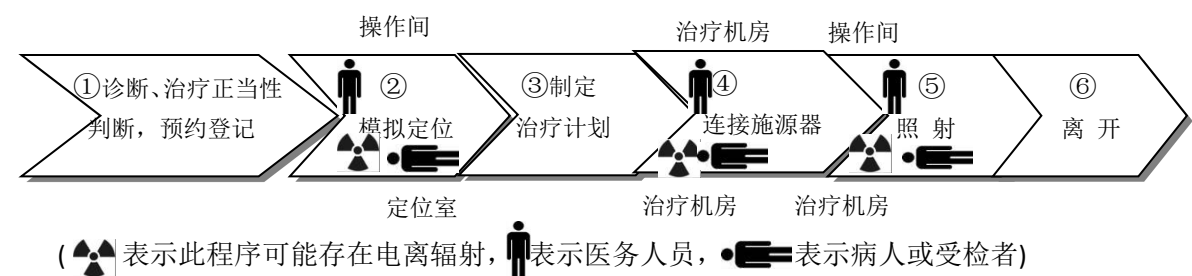 操作间 治疗机房 操作间
①诊断、治疗正当性
判断，预约登记
②
模拟定位
③制定
治疗计划
④
连接施源器
⑤
照 射
⑥
离 开
定位室 治疗机房 治疗机房
( 表示此程序可能存在电离辐射， 表示医务人员， 表示病人或受检者)